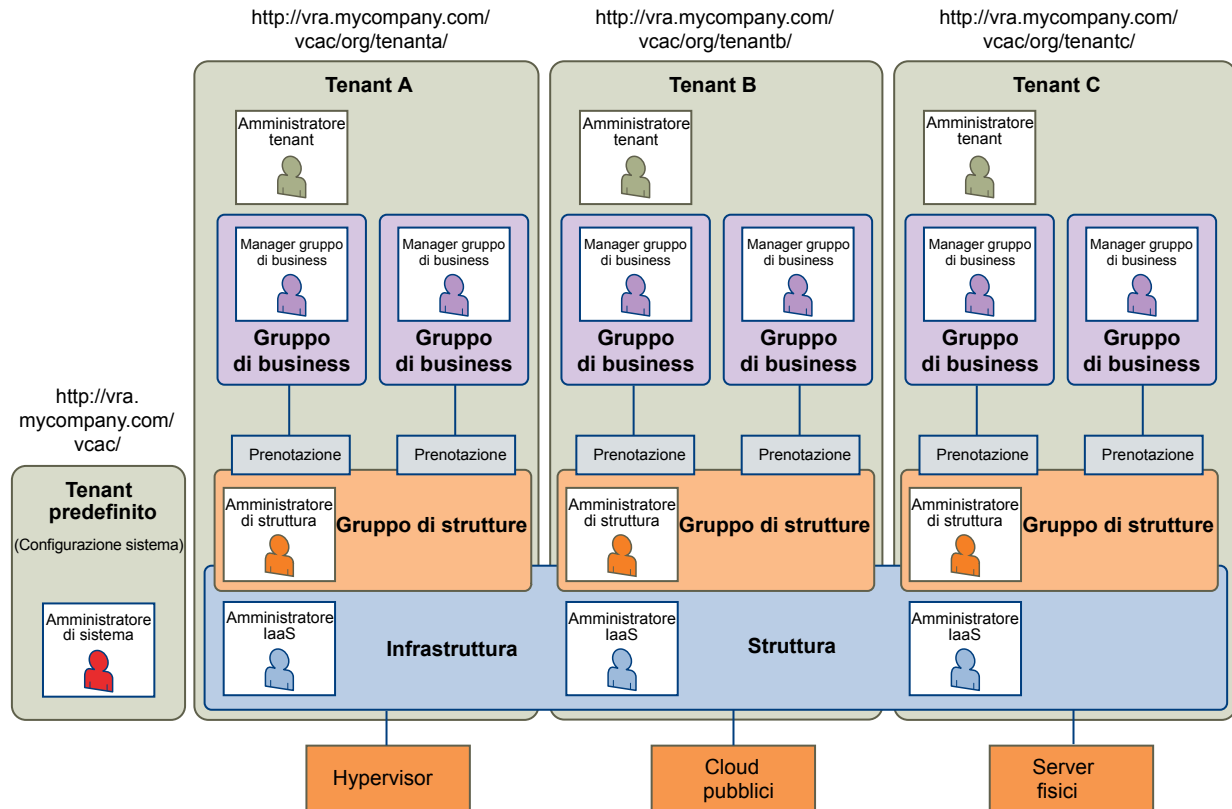 http://vra.mycompany.com/
vcac/org/tenanta/
http://vra.mycompany.com/
vcac/org/tenantb/
http://vra.mycompany.com/
vcac/org/tenantc/
Tenant A
Tenant B
Tenant C
Amministratore
tenant
Amministratore
tenant
Amministratore
tenant
Manager gruppo
di business
Gruppo
di business
Manager gruppo
di business
Gruppo
di business
Manager gruppo
di business
Gruppo
di business
Manager gruppo
di business
Gruppo
di business
Manager gruppo
di business
Gruppo
di business
Manager gruppo
di business
Gruppo
di business
http://vra.
mycompany.com/
vcac/
Prenotazione
Prenotazione
Prenotazione
Prenotazione
Prenotazione
Prenotazione
Tenant
predefinito
(Configurazione sistema)
Amministratore
di sistema
Amministratore
di struttura
Gruppo di strutture
Amministratore
di struttura
Gruppo di strutture
Amministratore
di struttura
Gruppo di strutture
Amministratore
IaaS
Infrastruttura
Amministratore
IaaS
Struttura
Amministratore
IaaS
Hypervisor
Cloud
pubblici
Server
fisici